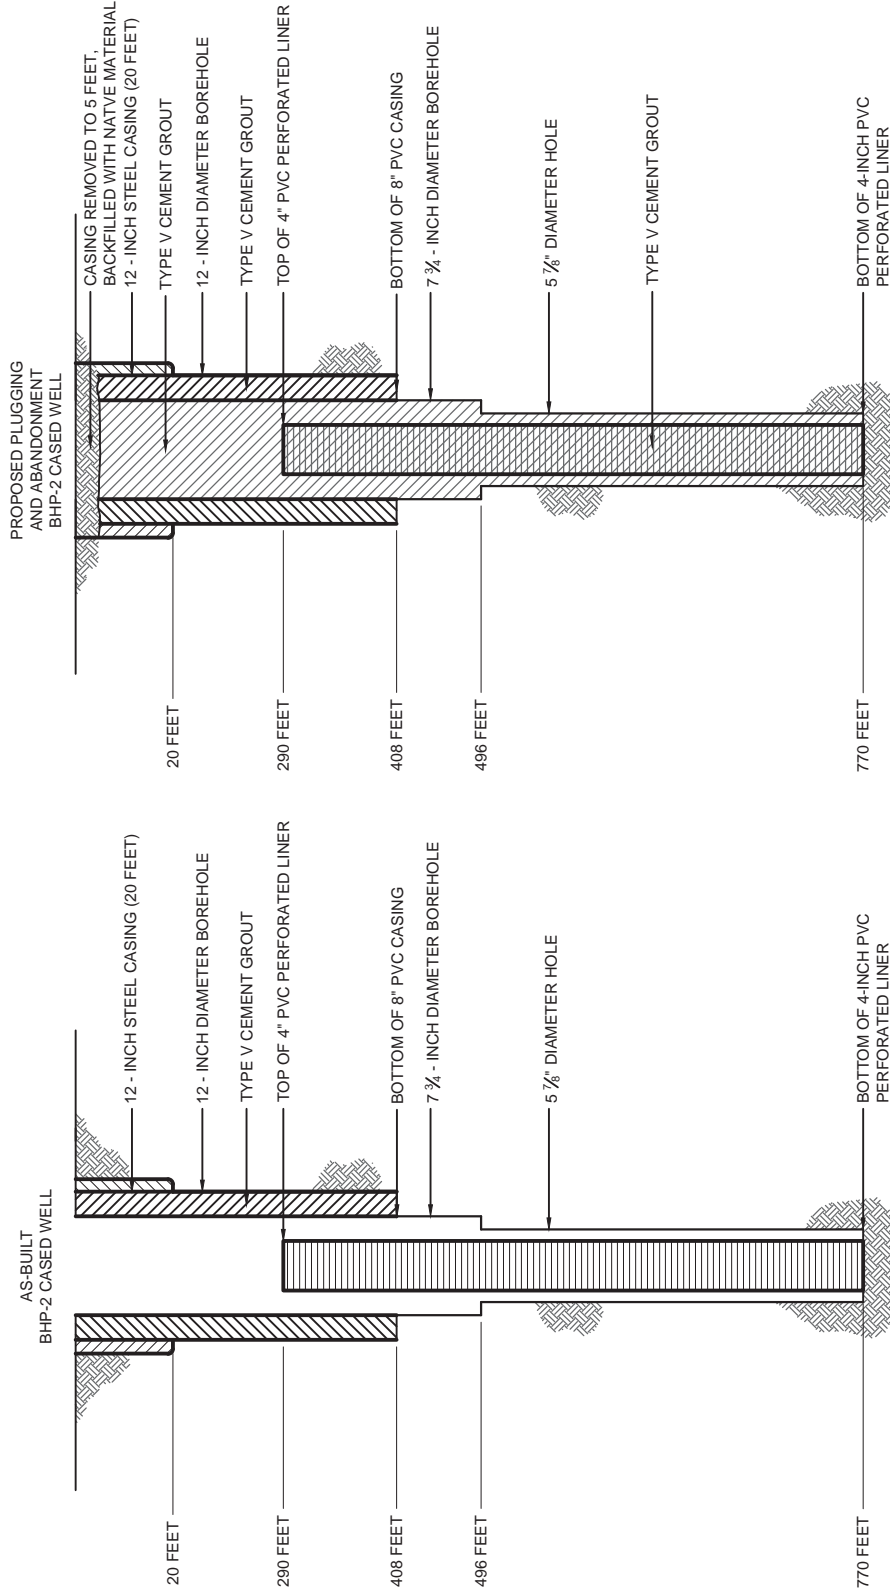 AS-BUILT
BHP-2 CASED WELL
12 - INCH STEEL CASING (20 FEET)
12 - INCH DIAMETER BOREHOLE
TYPE V CEMENT GROUT
TOP OF 4" PVC PERFORATED LINER
BOTTOM OF 8" PVC CASING
7 ¾ - INCH DIAMETER BOREHOLE
5 ⅞" DIAMETER HOLE
BOTTOM OF 4-INCH PVC
PERFORATED LINER
20 FEET
290 FEET
408 FEET
496 FEET
770 FEET
PROPOSED PLUGGING
AND ABANDONMENT
BHP-2 CASED WELL
CASING REMOVED TO 5 FEET,
BACKFILLED WITH NATVE MATERIAL
12 - INCH STEEL CASING (20 FEET)
TYPE V CEMENT GROUT
12 - INCH DIAMETER BOREHOLE
TYPE V CEMENT GROUT
TOP OF 4" PVC PERFORATED LINER
BOTTOM OF 8" PVC CASING
7 ¾ - INCH DIAMETER BOREHOLE
5 ⅞" DIAMETER HOLE
TYPE V CEMENT GROUT
BOTTOM OF 4-INCH PVC
PERFORATED LINER
20 FEET
290 FEET
408 FEET
496 FEET
770 FEET